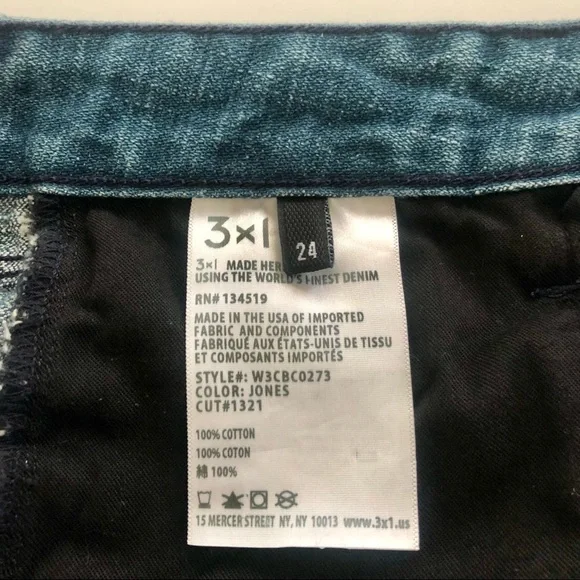 3×1
24
3×1 MADE HER
USING THE WORLD'S FINEST DENIM
RN# 134519
MADE IN THE USA OF IMPORTED
FABRIC AND COMPONENTS
FABRIQUÉ AUX ÉTATS-UNIS DE TISSU
ET COMPOSANTS IMPORTÉS
STYLE#: W3CBC0273
COLOR: JONES
CUT#1321
100% COTTON
100% COTON
綿 100%
15 MERCER STREET NY, NY, 10013 www.3x1.us